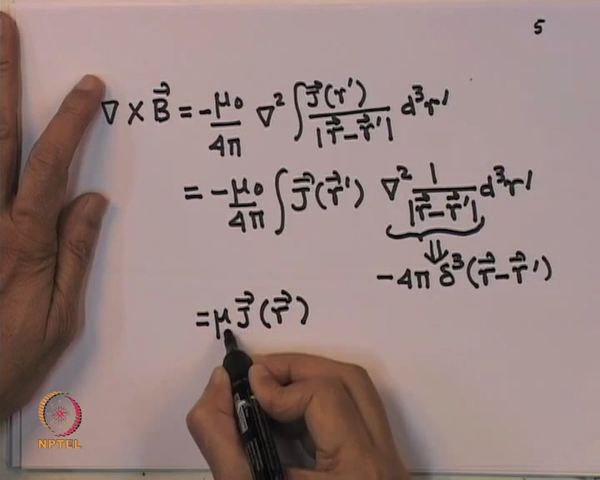 5
∇ × B⃗ = -μ₀/4π ∇² ∫ J⃗(r')/|r⃗-r⃗'| d³r'
= -μ₀/4π ∫ J⃗(r⃗') ∇² 1/|r⃗-r⃗'| d³r'
⇓
-4π δ³(r⃗-r⃗')
= μ J⃗(r⃗)
NPTEL